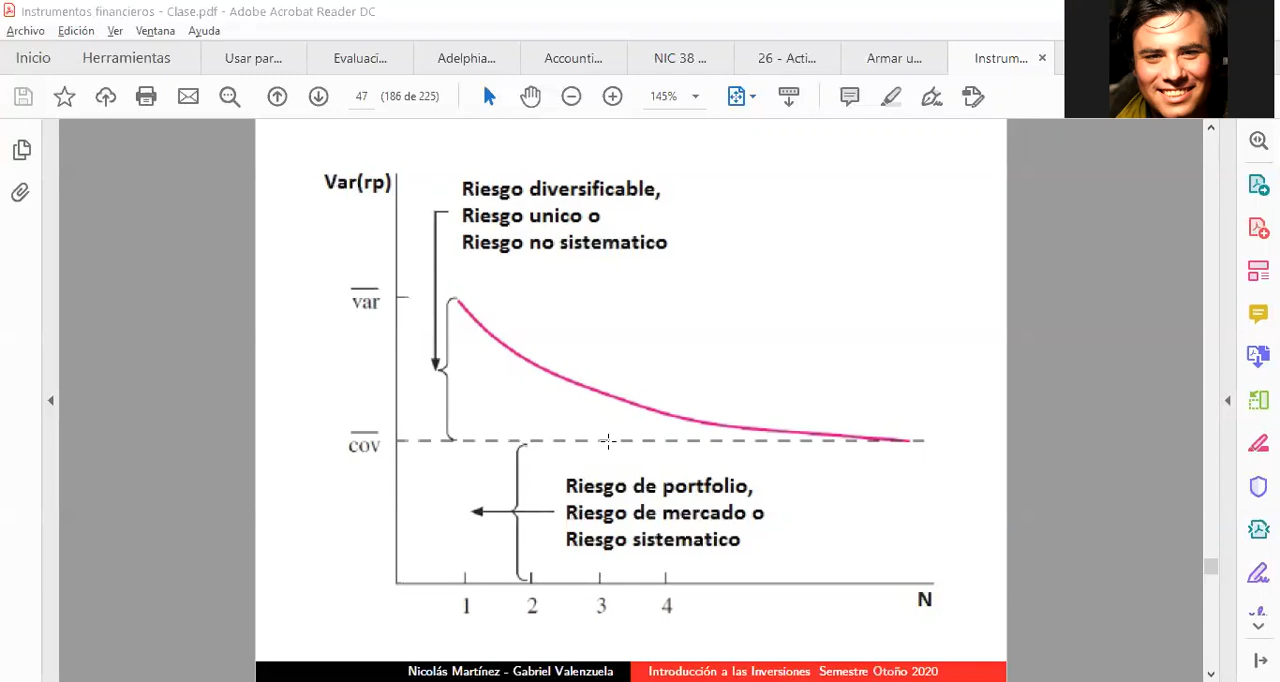 Instrumentos financieros - Clase.pdf - Adobe Acrobat Reader DC
Archivo Edición Ver Ventana Ayuda
Inicio Herramientas Usar par... Evaluaci... Adelphia... Accounti... NIC 38 ... 26 - Acti... Armar u... Instrum... ×
47 (186 de 225) 145%
Var(rp)
Riesgo diversificable,
Riesgo unico o
Riesgo no sistematico
var
cov
Riesgo de portfolio,
Riesgo de mercado o
Riesgo sistematico
1 2 3 4 N
Nicolás Martínez - Gabriel Valenzuela Introducción a las Inversiones Semestre Otoño 2020